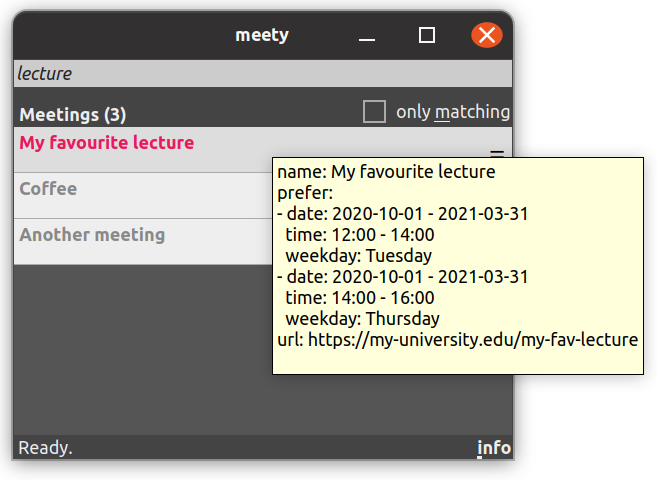 meety
lecture
Meetings (3)
only matching
My favourite lecture
Coffee
Another meeting
name: My favourite lecture
prefer:
- date: 2020-10-01 - 2021-03-31
  time: 12:00 - 14:00
  weekday: Tuesday
- date: 2020-10-01 - 2021-03-31
  time: 14:00 - 16:00
  weekday: Thursday
url: https://my-university.edu/my-fav-lecture
Ready.
info